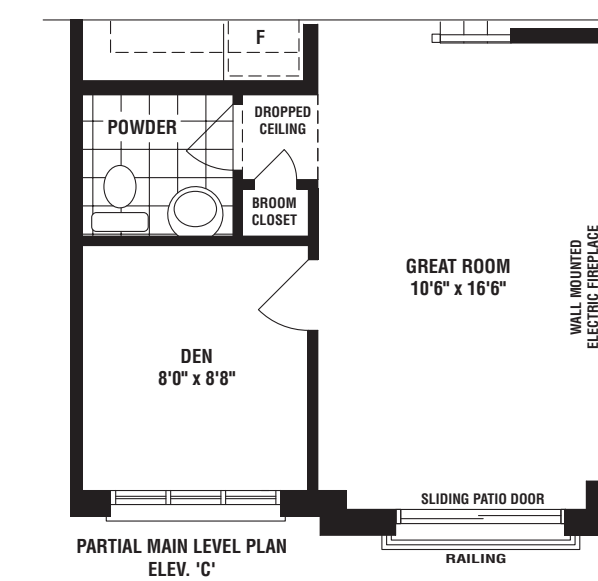 F
POWDER
DROPPED
CEILING
BROOM
CLOSET
GREAT ROOM
10'6" x 16'6"
WALL MOUNTED
ELECTRIC FIREPLACE
DEN
8'0" x 8'8"
SLIDING PATIO DOOR
RAILING
PARTIAL MAIN LEVEL PLAN
ELEV. 'C'